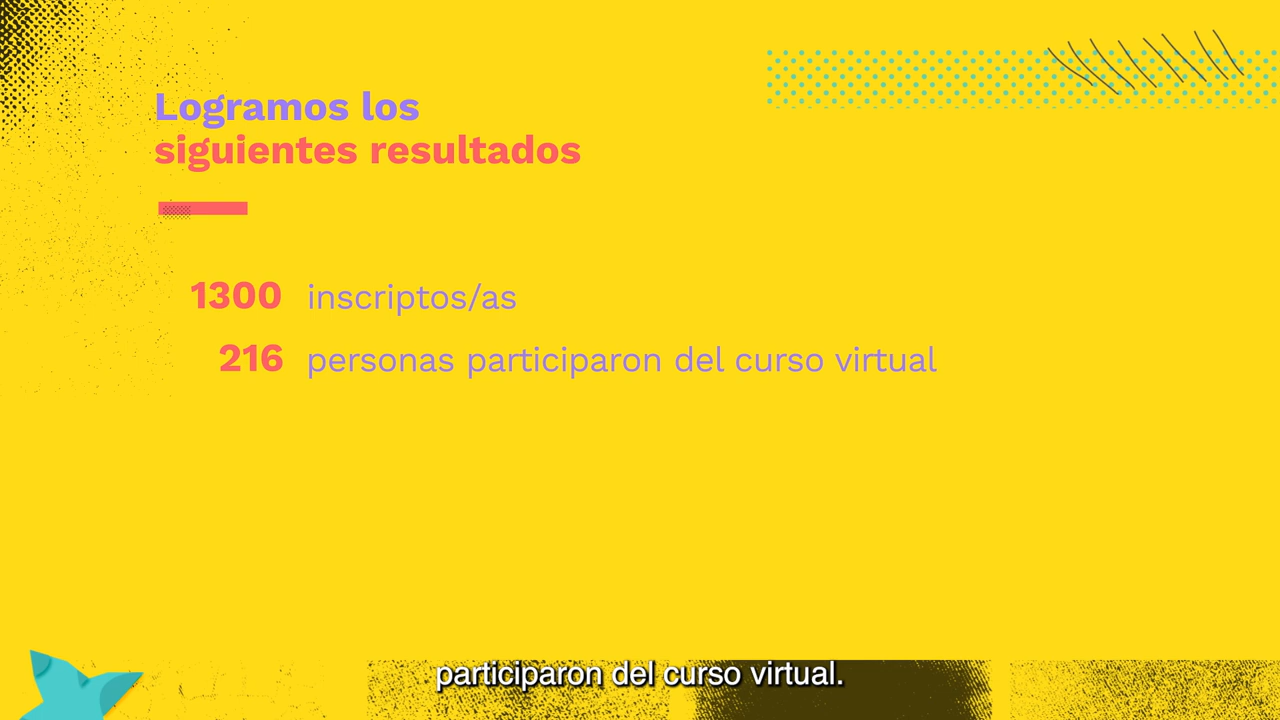 Logramos los
siguientes resultados
1300 inscriptos/as
216 personas participaron del curso virtual
participaron del curso virtual.